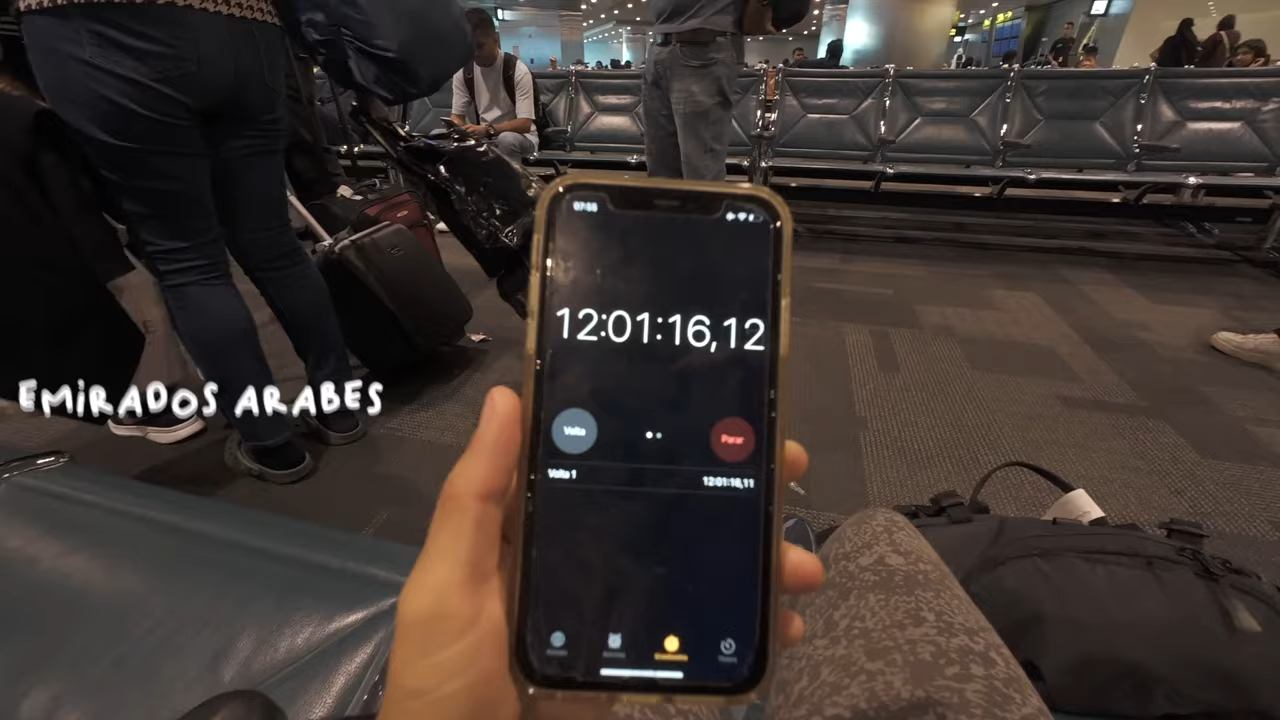 07:55
12:01:16,12
Volta
Parar
Volta 1
12:01:16,11
EMIRADOS ARABES